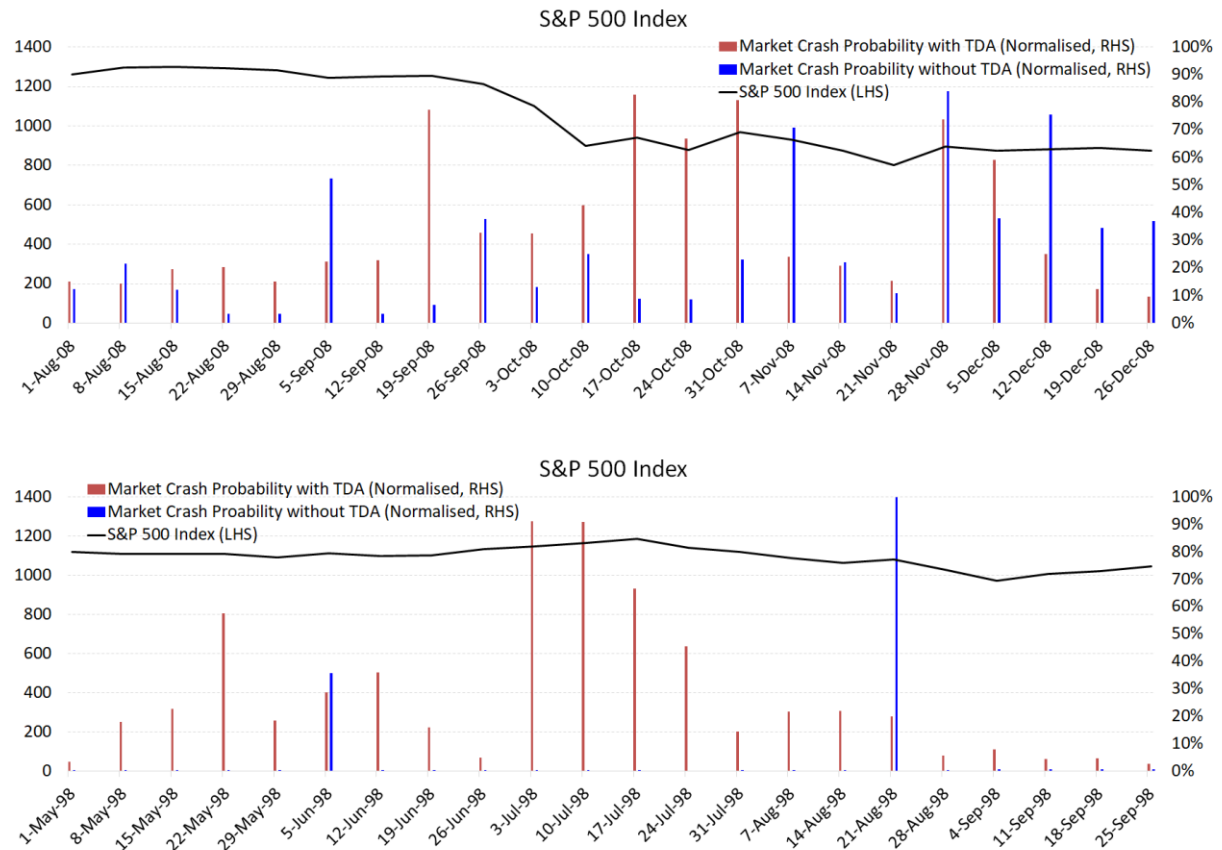 S&P 500 Index
Market Crash Probability with TDA (Normalised, RHS)
Market Crash Proability without TDA (Normalised, RHS)
S&P 500 Index (LHS)
1400
1200
1000
800
600
400
200
0
100%
90%
80%
70%
60%
50%
40%
30%
20%
10%
0%
1-Aug-08
8-Aug-08
15-Aug-08
22-Aug-08
29-Aug-08
5-Sep-08
12-Sep-08
19-Sep-08
26-Sep-08
3-Oct-08
10-Oct-08
17-Oct-08
24-Oct-08
31-Oct-08
7-Nov-08
14-Nov-08
21-Nov-08
28-Nov-08
5-Dec-08
12-Dec-08
19-Dec-08
26-Dec-08
S&P 500 Index
Market Crash Probability with TDA (Normalised, RHS)
Market Crash Proability without TDA (Normalised, RHS)
S&P 500 Index (LHS)
1400
1200
1000
800
600
400
200
0
100%
90%
80%
70%
60%
50%
40%
30%
20%
10%
0%
1-May-98
8-May-98
15-May-98
22-May-98
29-May-98
5-Jun-98
12-Jun-98
19-Jun-98
26-Jun-98
3-Jul-98
10-Jul-98
17-Jul-98
24-Jul-98
31-Jul-98
7-Aug-98
14-Aug-98
21-Aug-98
28-Aug-98
4-Sep-98
11-Sep-98
18-Sep-98
25-Sep-98